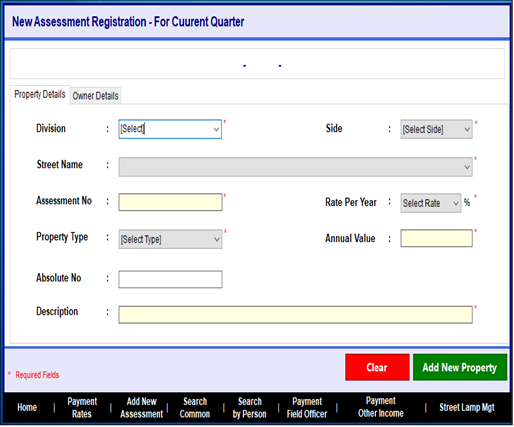 New Assessment Registration - For Cuurent Quarter
- -
Property Details Owner Details
Division : [Select] * Side : [Select Side] *
Street Name : *
Assessment No : * Rate Per Year : Select Rate % *
Property Type : [Select Type] * Annual Value : *
Absolute No :
Description : *
* Required Fields
Clear Add New Property
Home | Payment Rates | Add New Assessment | Search Common | Search by Person | Payment Field Officer | Payment Other Income | Street Lamp Mgt